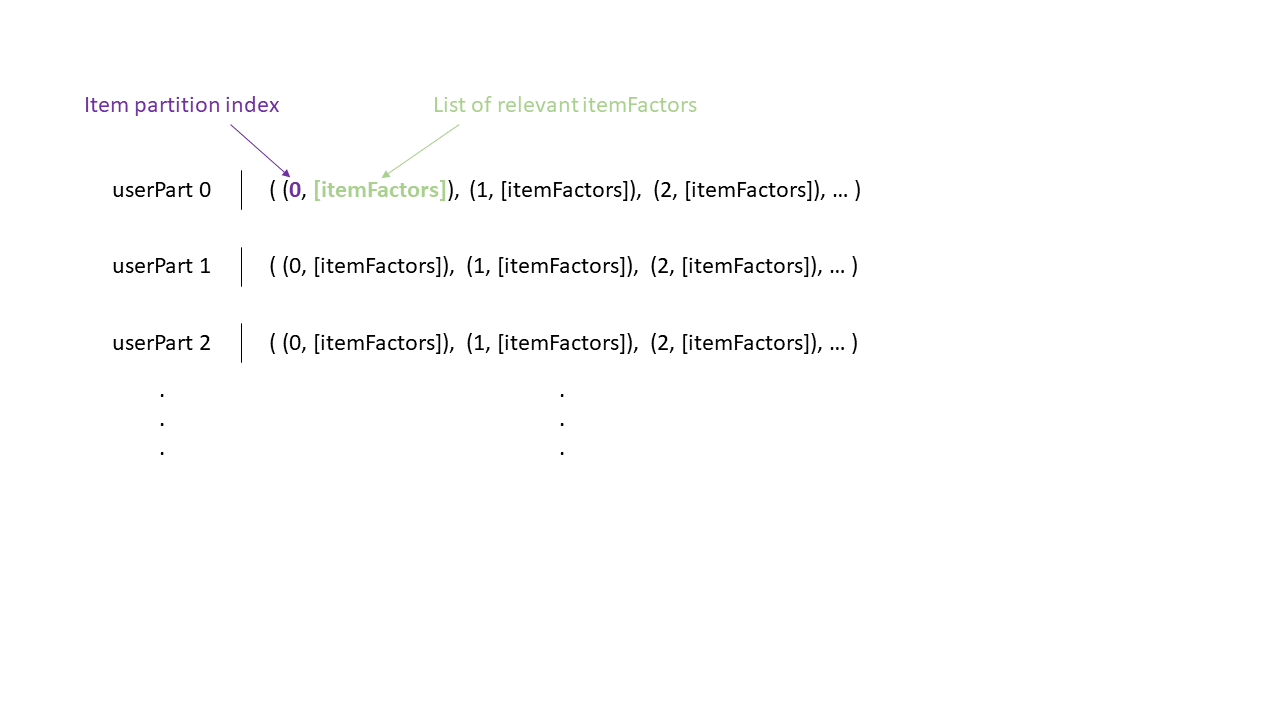 Item partition index
List of relevant itemFactors
userPart 0 ( (0, [itemFactors]), (1, [itemFactors]), (2, [itemFactors]), ... )
userPart 1 ( (0, [itemFactors]), (1, [itemFactors]), (2, [itemFactors]), ... )
userPart 2 ( (0, [itemFactors]), (1, [itemFactors]), (2, [itemFactors]), ... )
. .
. .
. .